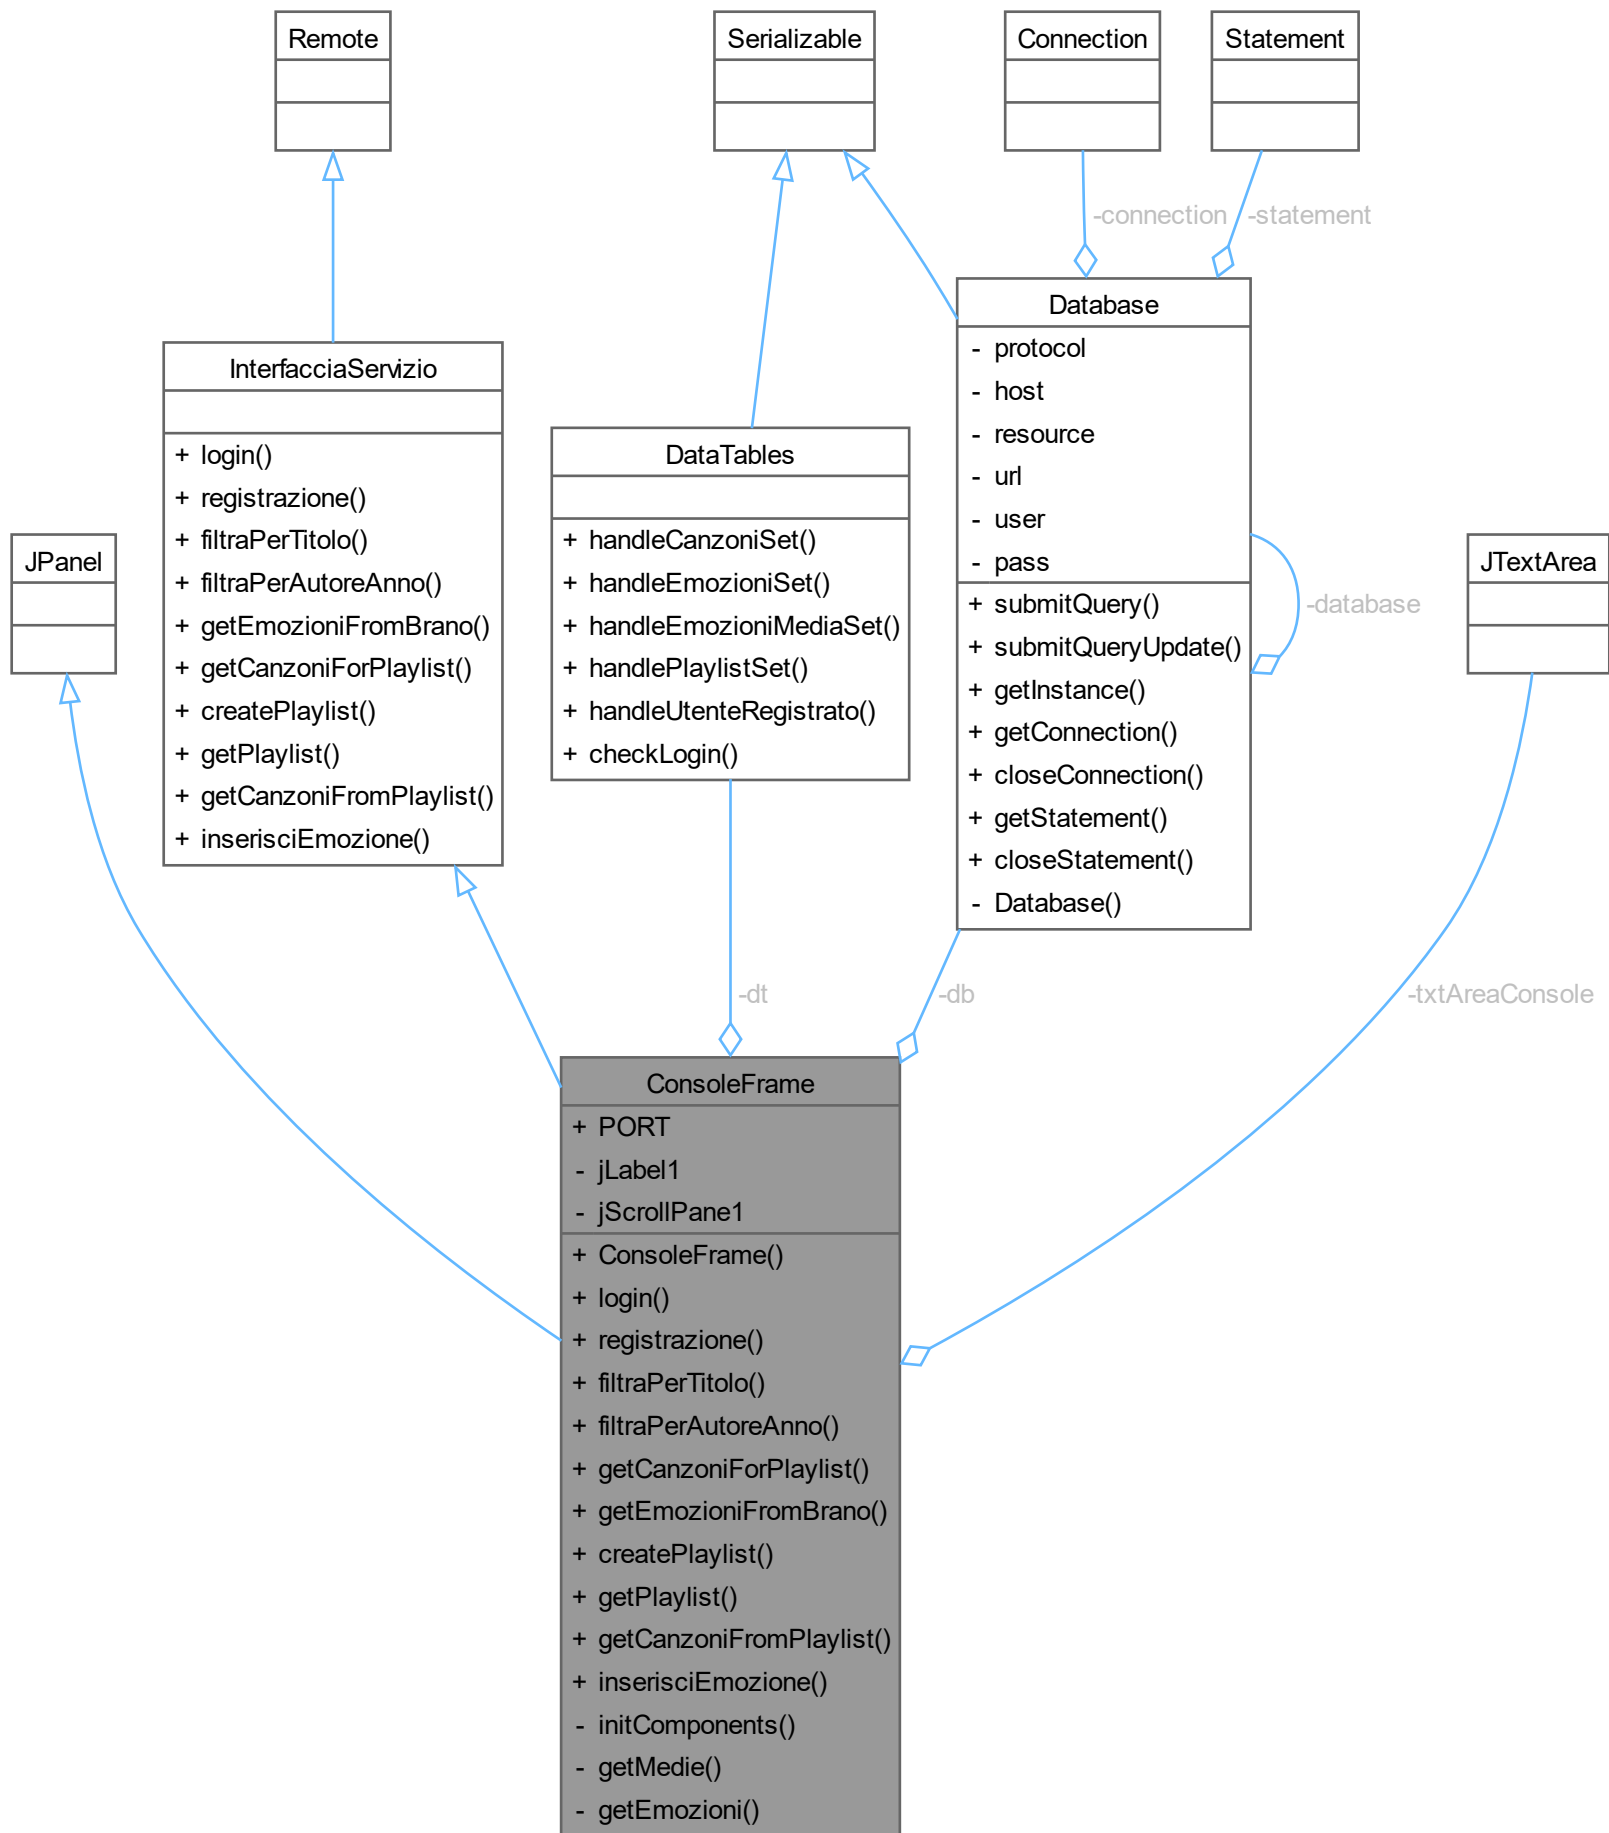 Remote
Serializable
Connection
Statement
-connection
-statement
InterfacciaServizio
+ login()
+ registrazione()
+ filtraPerTitolo()
+ filtraPerAutoreAnno()
+ getEmozioniFromBrano()
+ getCanzoniForPlaylist()
+ createPlaylist()
+ getPlaylist()
+ getCanzoniFromPlaylist()
+ inserisciEmozione()
DataTables
+ handleCanzoniSet()
+ handleEmozioniSet()
+ handleEmozioniMediaSet()
+ handlePlaylistSet()
+ handleUtenteRegistrato()
+ checkLogin()
Database
- protocol
- host
- resource
- url
- user
- pass
+ submitQuery()
+ submitQueryUpdate()
+ getInstance()
+ getConnection()
+ closeConnection()
+ getStatement()
+ closeStatement()
- Database()
-database
JPanel
JTextArea
-dt
-db
-txtAreaConsole
ConsoleFrame
+ PORT
- jLabel1
- jScrollPane1
+ ConsoleFrame()
+ login()
+ registrazione()
+ filtraPerTitolo()
+ filtraPerAutoreAnno()
+ getCanzoniForPlaylist()
+ getEmozioniFromBrano()
+ createPlaylist()
+ getPlaylist()
+ getCanzoniFromPlaylist()
+ inserisciEmozione()
- initComponents()
- getMedie()
- getEmozioni()